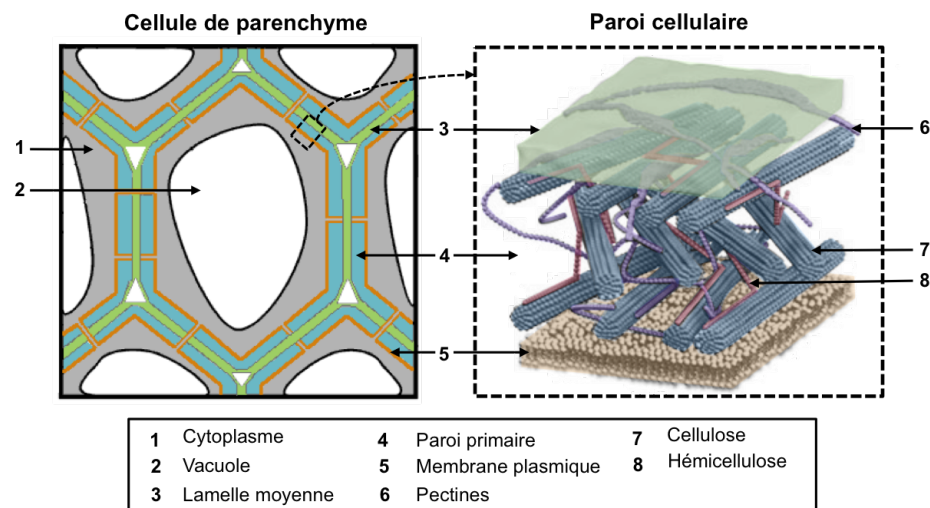 Cellule de parenchyme
Paroi cellulaire
1
2
3
4
5
6
7
8
1 Cytoplasme
2 Vacuole
3 Lamelle moyenne
4 Paroi primaire
5 Membrane plasmique
6 Pectines
7 Cellulose
8 Hémicellulose